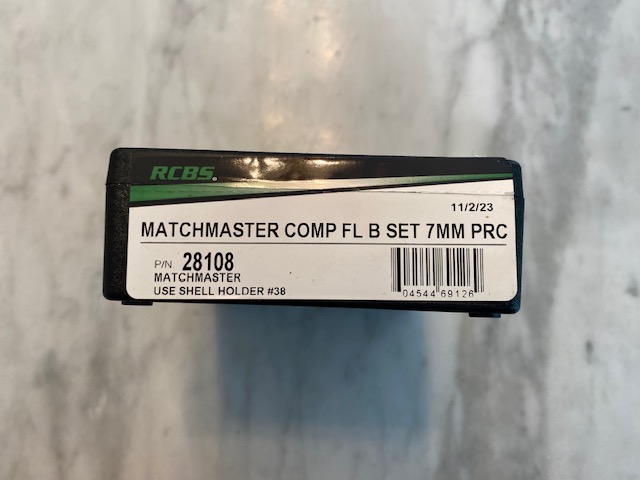 RCBS.
11/2/23
MATCHMASTER COMP FL B SET 7MM PRC
P/N. 28108
MATCHMASTER
USE SHELL HOLDER #38
04544 69126